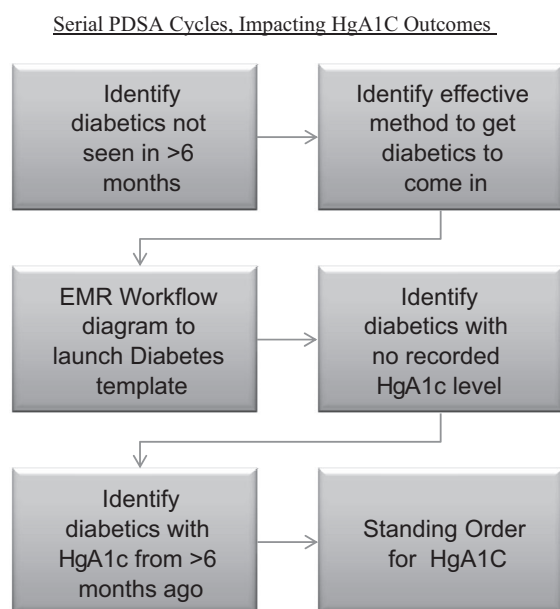 Serial PDSA Cycles, Impacting HgA1C Outcomes
Identify
diabetics not
seen in >6
months
Identify effective
method to get
diabetics to
come in
EMR Workflow
diagram to
launch Diabetes
template
Identify
diabetics with
no recorded
HgA1c level
Identify
diabetics with
HgA1c from >6
months ago
Standing Order
for HgA1C